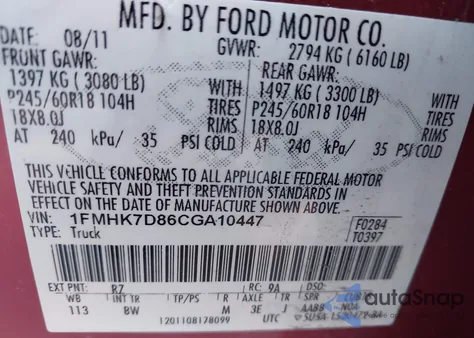 MFD. BY FORD MOTOR CO.
DATE: 08/11 GVWR: 2794 KG ( 6160 LB)
FRONT GAWR: REAR GAWR:
1397 KG ( 3080 LB) WITH 1497 KG ( 3300 LB) WITH
P245/60R18 104H TIRES P245/60R18 104H TIRES
18X8.0J RIMS 18X8.0J RIMS
AT 240 kPa/ 35 PSI COLD AT 240 kPa/ 35 PSI COLD
THIS VEHICLE CONFORMS TO ALL APPLICABLE FEDERAL MOTOR
VEHICLE SAFETY AND THEFT PREVENTION STANDARDS IN
EFFECT ON THE DATE OF MANUFACTURE SHOWN ABOVE.
VIN: 1FMHK7D86CGA10447 F0284
TYPE: Truck T0397
EXT PNT: RZ RC: 9A DSO:
WB INT TR TP/PS R AXLE TR SPR
113 BW M 3E J AABB
1201108178099 UTC
autoSnap